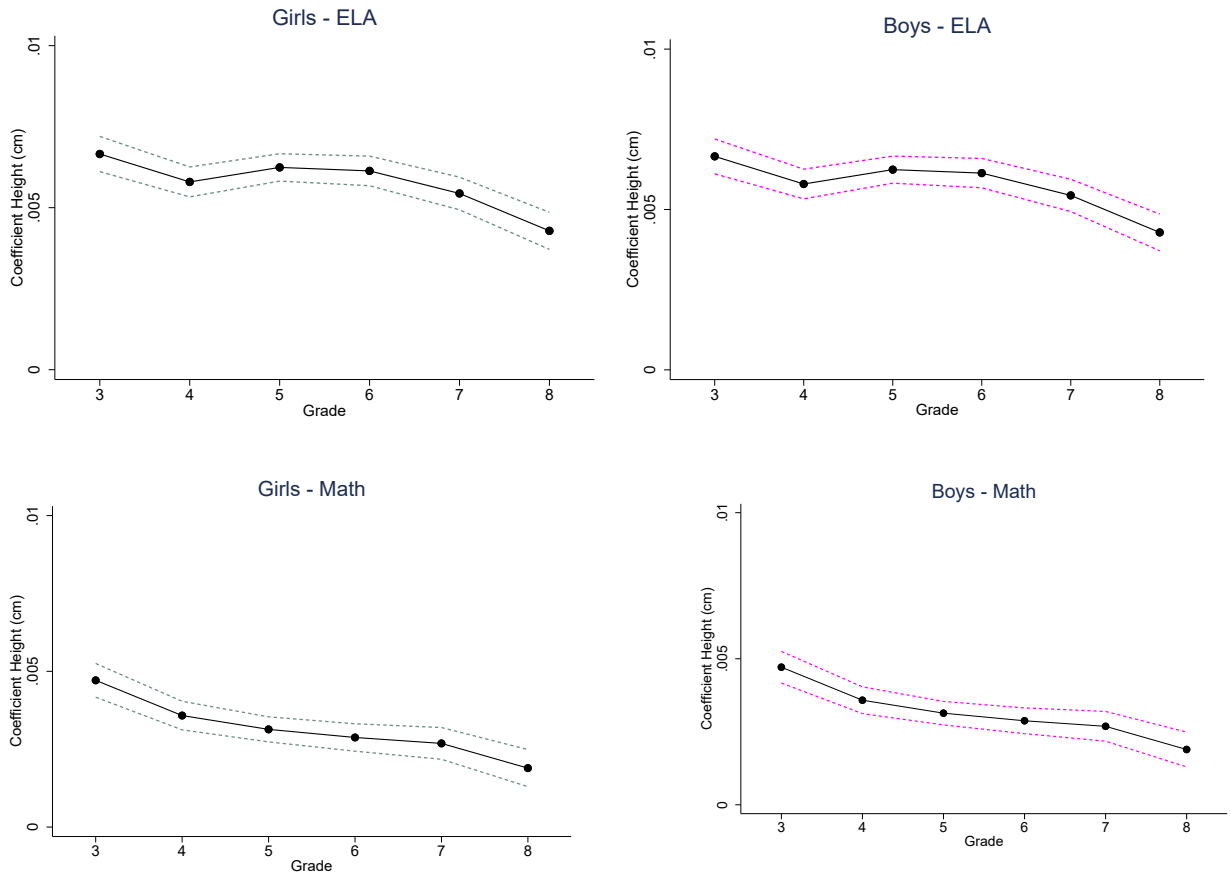 Girls - ELA
.01
.005
0
Coefficient Height (cm)
3 4 5 6 7 8
Grade
Boys - ELA
.01
.005
0
Coefficient Height (cm)
3 4 5 6 7 8
Grade
Girls - Math
.01
.005
0
Coefficient Height (cm)
3 4 5 6 7 8
Grade
Boys - Math
.01
.005
0
Coefficient Height (cm)
3 4 5 6 7 8
Grade